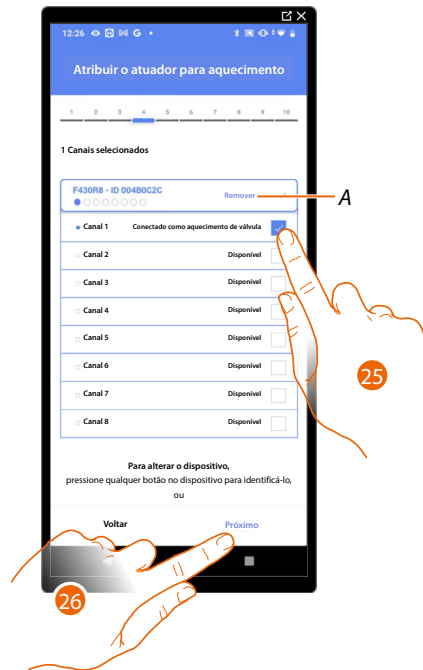 12:26 G
Atribuir o atuador para aquecimento
1 2 3 4 5 6 7 8 9 10
1 Canais selecionados
F430R8 - ID 004B0C2C
Remover
A
Canal 1 Conectado como aquecimento de válvula
Canal 2 Disponível
Canal 3 Disponível
Canal 4 Disponível
Canal 5 Disponível
Canal 6 Disponível
Canal 7 Disponível
Canal 8 Disponível
25
Para alterar o dispositivo,
pressione qualquer botão no dispositivo para identificá-lo,
ou
Voltar Próximo
26